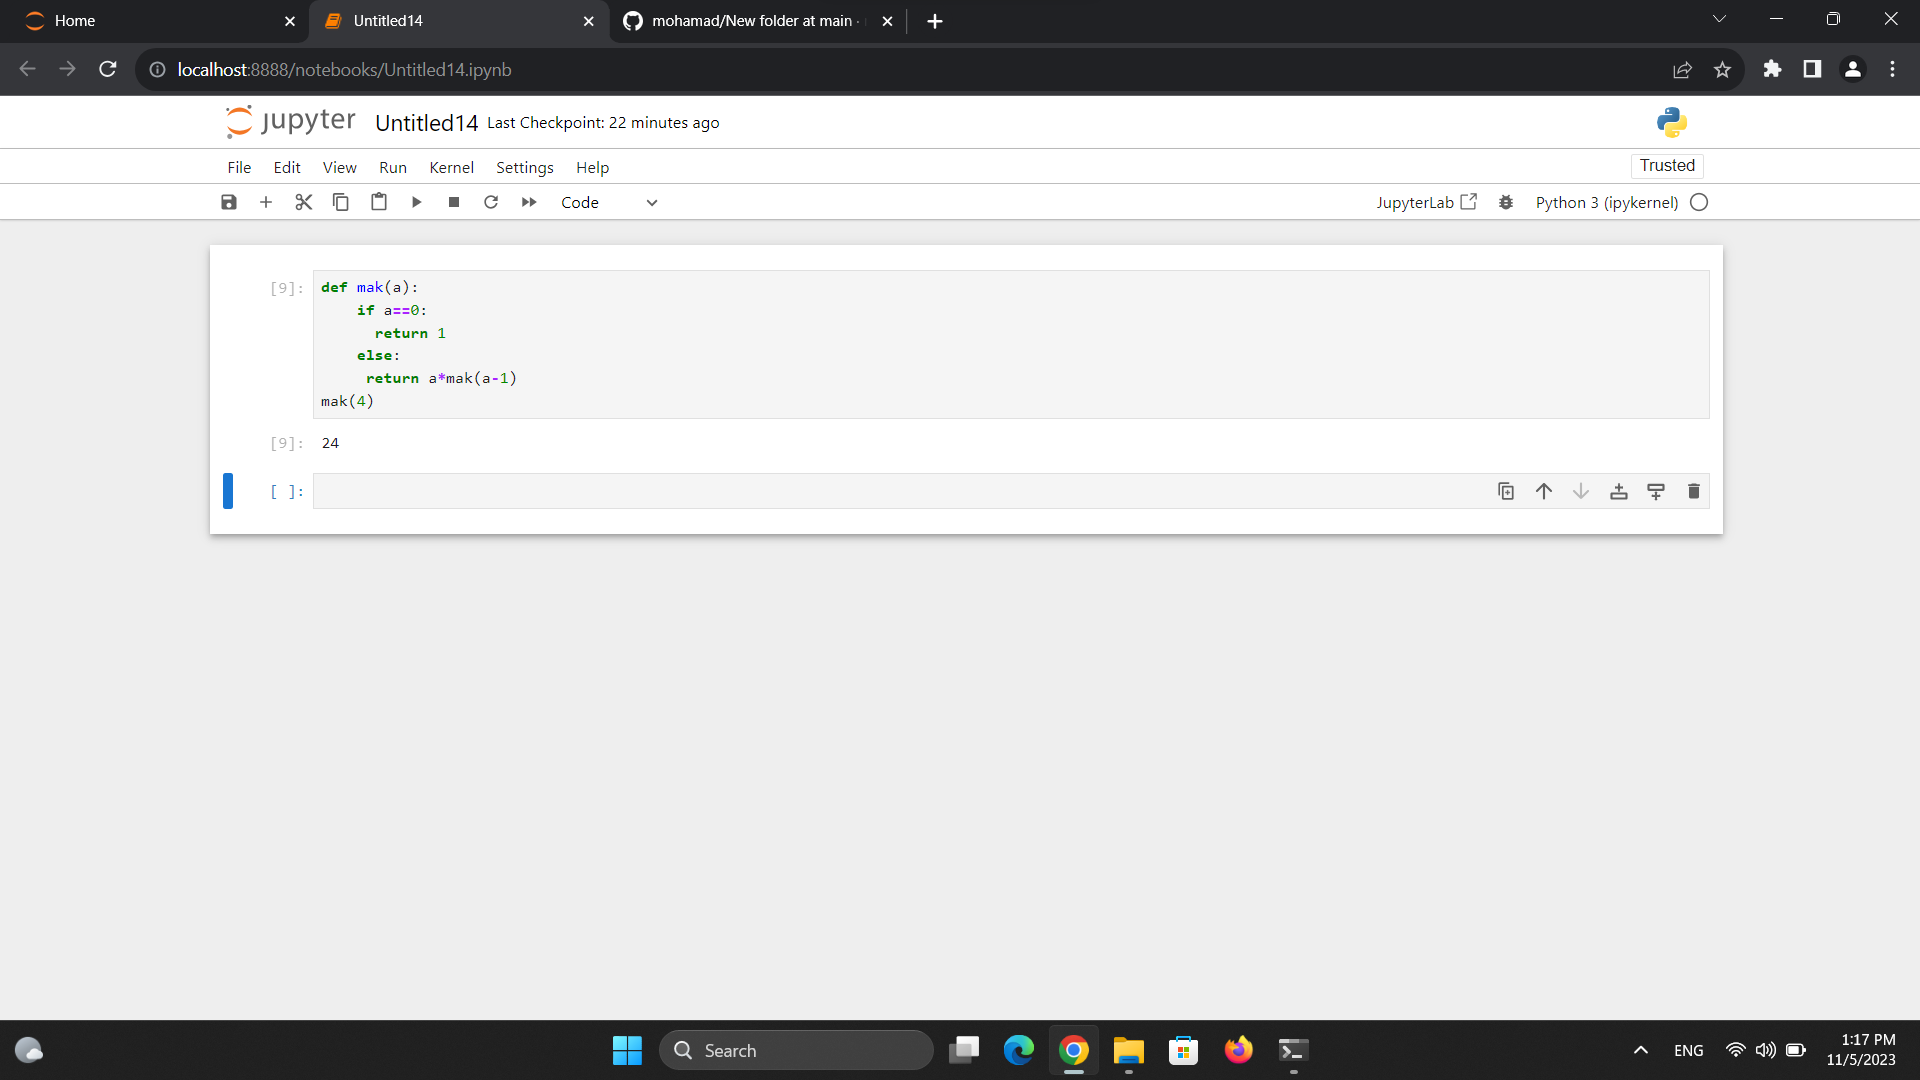 Home
Untitled14
mohamad/New folder at main ·
localhost:8888/notebooks/Untitled14.ipynb
jupyter Untitled14 Last Checkpoint: 22 minutes ago
File Edit View Run Kernel Settings Help
Trusted
Code
JupyterLab
Python 3 (ipykernel)
[9]:
def mak(a):
    if a==0:
      return 1
    else:
     return a*mak(a-1)
mak(4)
[9]: 24
[ ]:
Search
ENG
1:17 PM
11/5/2023